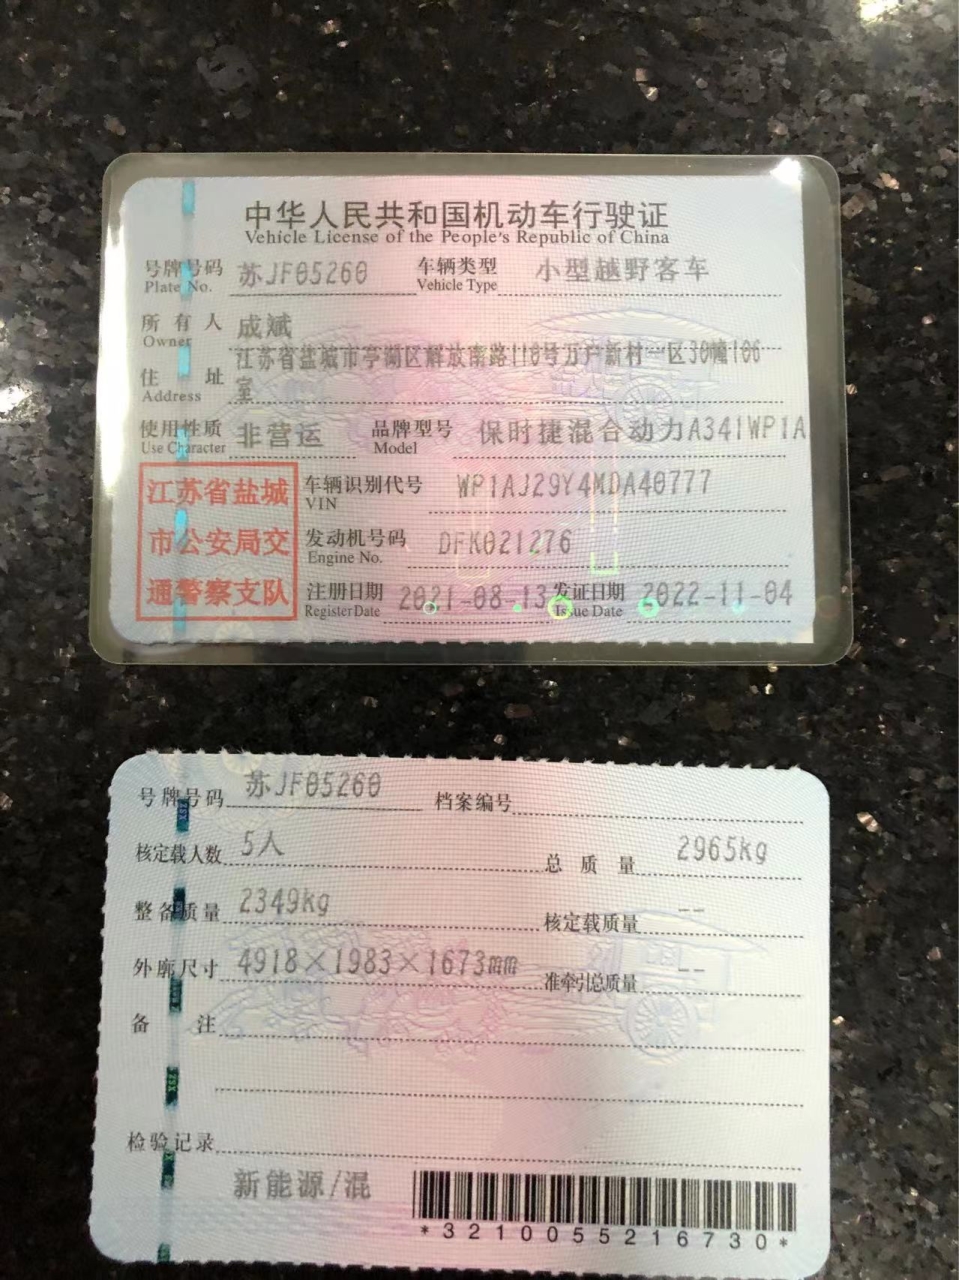 中华人民共和国机动车行驶证
Vehicle License of the People's Republic of China
号牌号码 苏JF05260 车辆类型 小型越野客车
Plate No. Vehicle Type
所有人 成斌
Owner
江苏省盐城市亭湖区解放南路118号万户新村一区30幢106
住址 室
Address
使用性质 非营运 品牌型号 保时捷混合动力A341WP1A
Use Character Model
江苏省盐城
市公安局交
通警察支队
车辆识别代号 WP1AJ29Y4MDA40777
VIN
发动机号码 DFK021276
Engine No.
注册日期 2021-08-13 发证日期 2022-11-04
Register Date Issue Date
号牌号码 苏JF05260 档案编号
核定载人数 5人 总质量 2965kg
整备质量 2349kg 核定载质量 --
外廓尺寸 4918×1983×1673mm 准牵引总质量 --
备注
检验记录
新能源/混
*3210055216730*